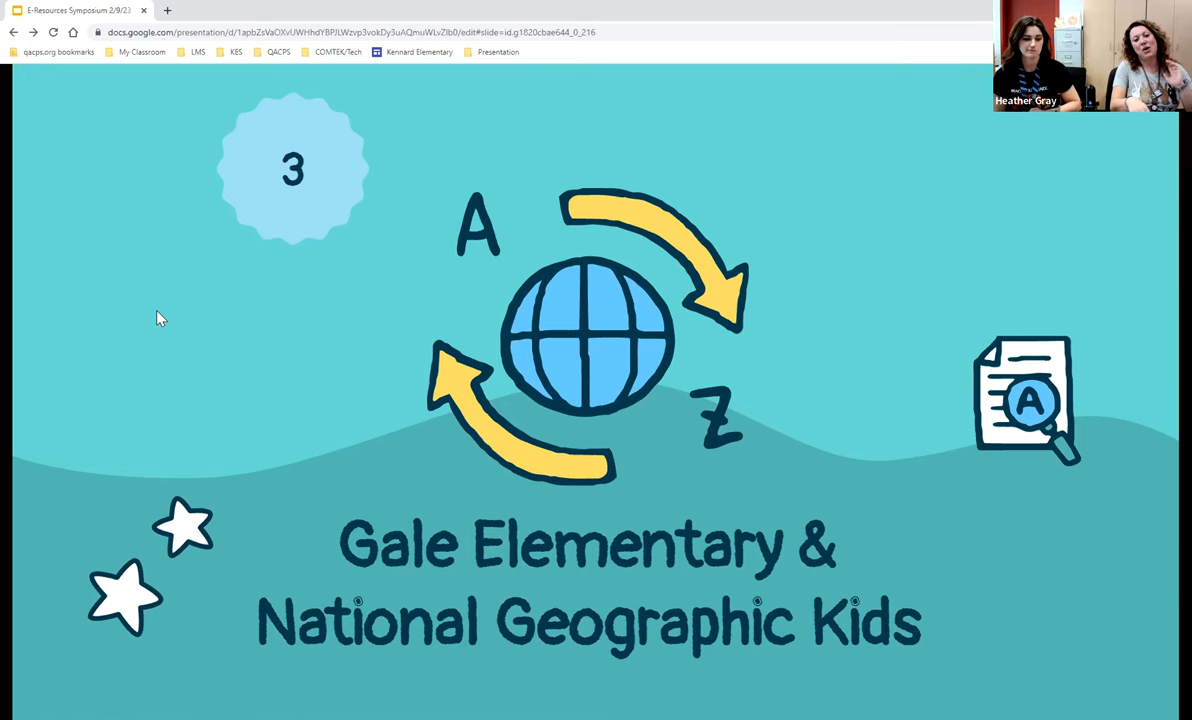 E-Resources Symposium 2/9/23
docs.google.com/presentation/d/1apbZsVaOXvUWHhdYBPJLWzvp3vokDy3uAQmuWLvZlb0/edit#slide=id.g1820cbae644_0_216
qacps.org bookmarks My Classroom LMS KES QACPS COMTEK/Tech Kennard Elementary Presentation
Heather Gray
3
A
A
Z
Gale Elementary &
National Geographic Kids